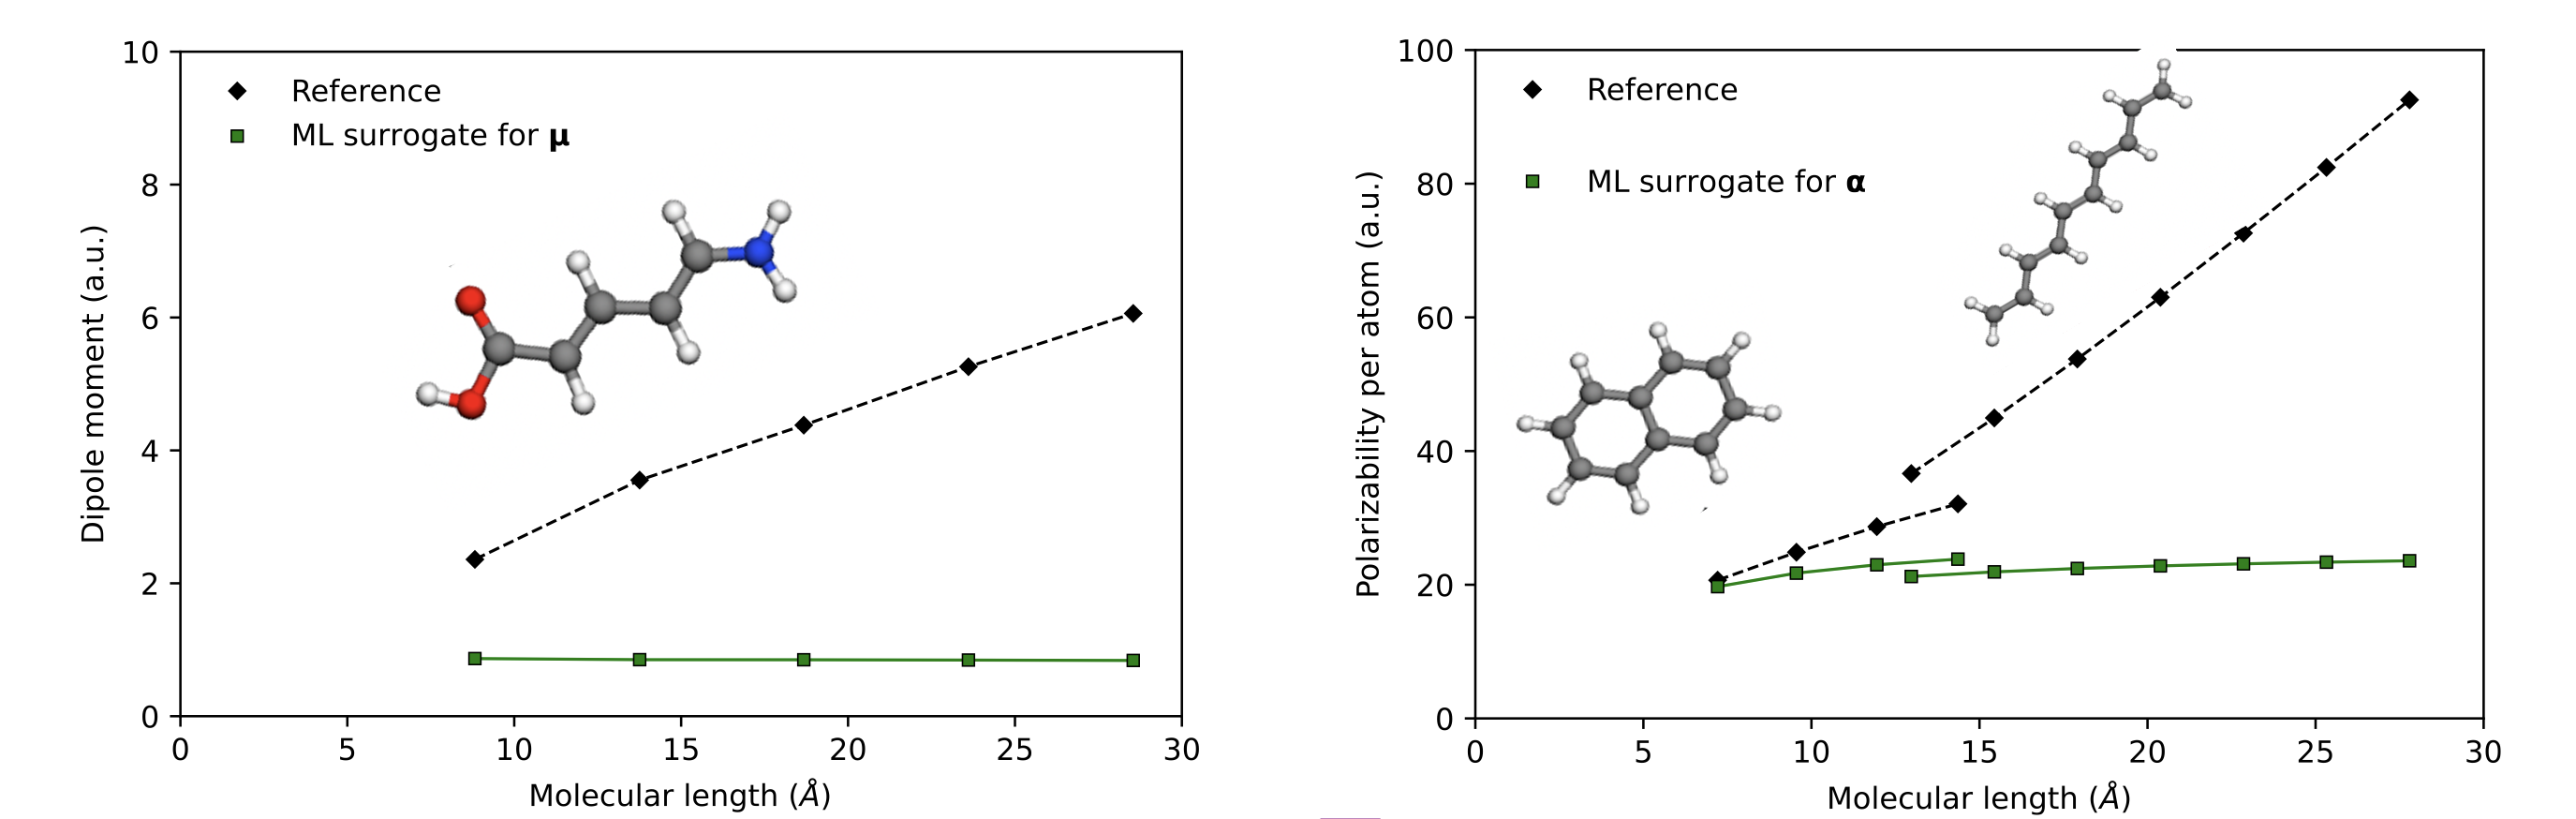 10
8
6
4
2
0
Dipole moment (a.u.)
Reference
ML surrogate for μ
0 5 10 15 20 25 30
Molecular length (Å)
100
80
60
40
20
0
Polarizability per atom (a.u.)
Reference
ML surrogate for α
0 5 10 15 20 25 30
Molecular length (Å)